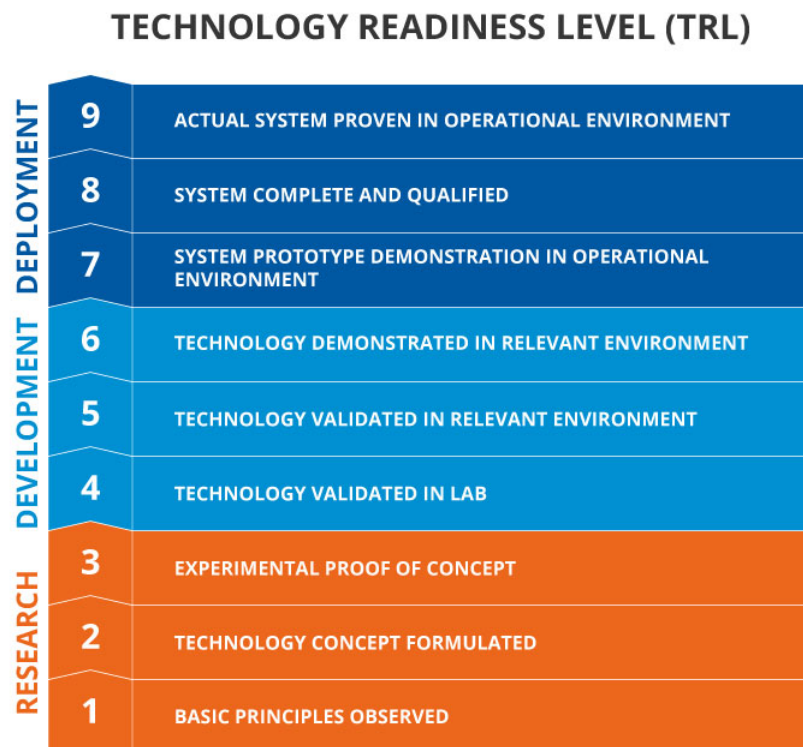 TECHNOLOGY READINESS LEVEL (TRL)
DEPLOYMENT
9 ACTUAL SYSTEM PROVEN IN OPERATIONAL ENVIRONMENT
8 SYSTEM COMPLETE AND QUALIFIED
7 SYSTEM PROTOTYPE DEMONSTRATION IN OPERATIONAL
ENVIRONMENT
DEVELOPMENT
6 TECHNOLOGY DEMONSTRATED IN RELEVANT ENVIRONMENT
5 TECHNOLOGY VALIDATED IN RELEVANT ENVIRONMENT
4 TECHNOLOGY VALIDATED IN LAB
RESEARCH
3 EXPERIMENTAL PROOF OF CONCEPT
2 TECHNOLOGY CONCEPT FORMULATED
1 BASIC PRINCIPLES OBSERVED